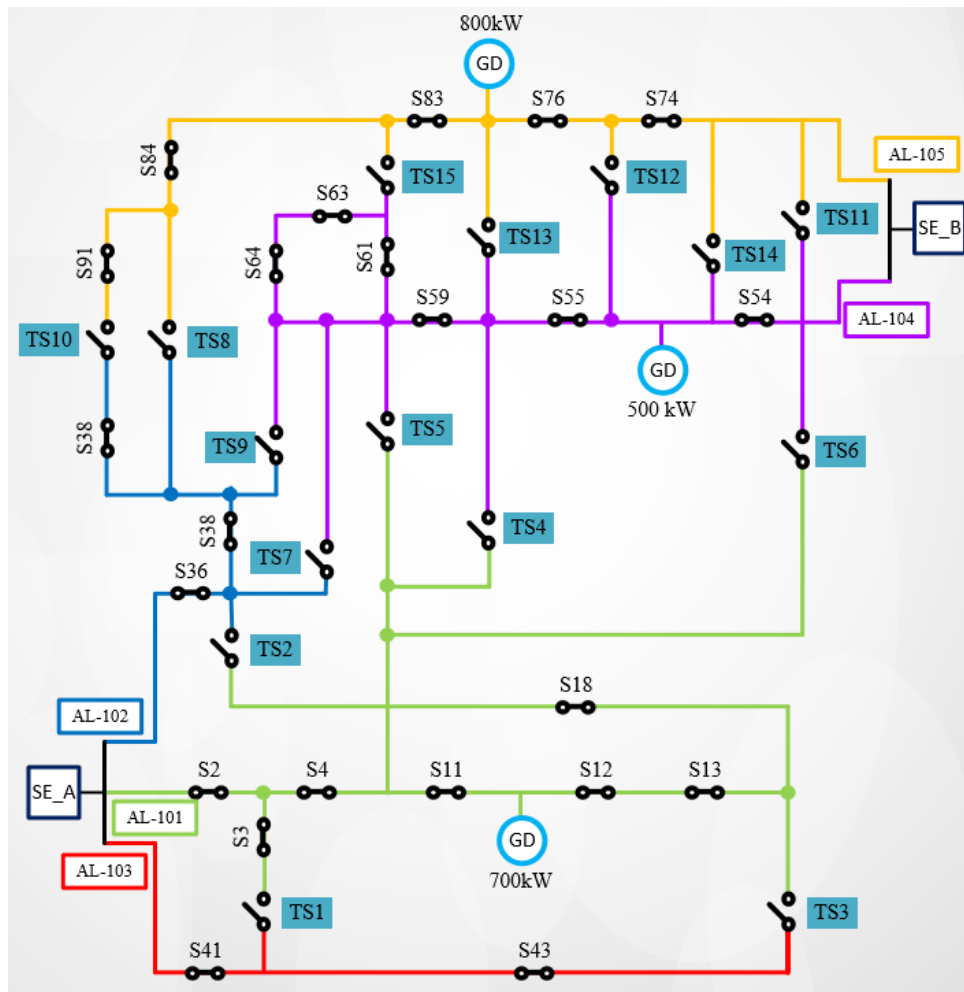 800kW
GD
S83
S76
S74
S84
AL-105
TS15
TS12
S63
TS11
SE_B
TS13
TS14
S91
S64
S61
S59
S55
S54
AL-104
TS10
TS8
GD
500 kW
S38
TS9
TS5
TS6
S38
TS4
TS7
S36
TS2
S18
AL-102
SE_A
S2
S4
S11
S12
S13
AL-101
S3
GD
AL-103
700kW
TS1
TS3
S41
S43